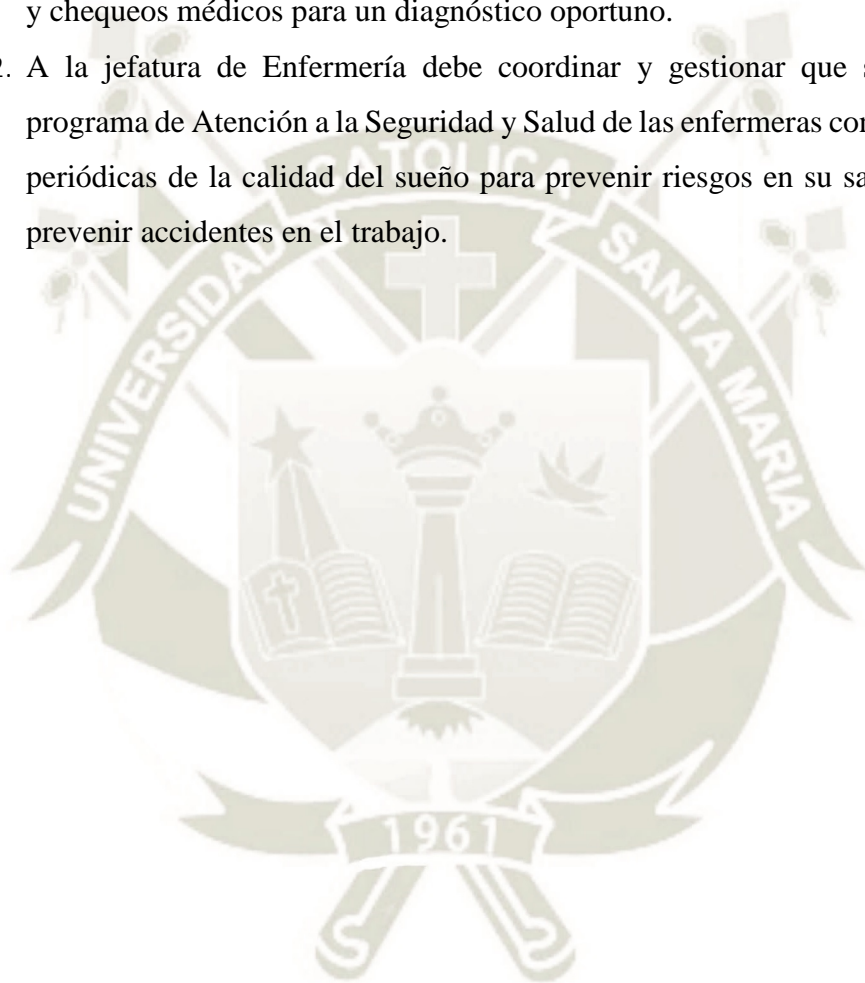 y chequeos médicos para un diagnóstico oportuno.
2. A la jefatura de Enfermería debe coordinar y gestionar que
programa de Atención a la Seguridad y Salud de las enfermeras
periódicas de la calidad del sueño para prevenir riesgos en su
prevenir accidentes en el trabajo.
UNIVERSIDAD CATOLICA SANTA MARIA
1961